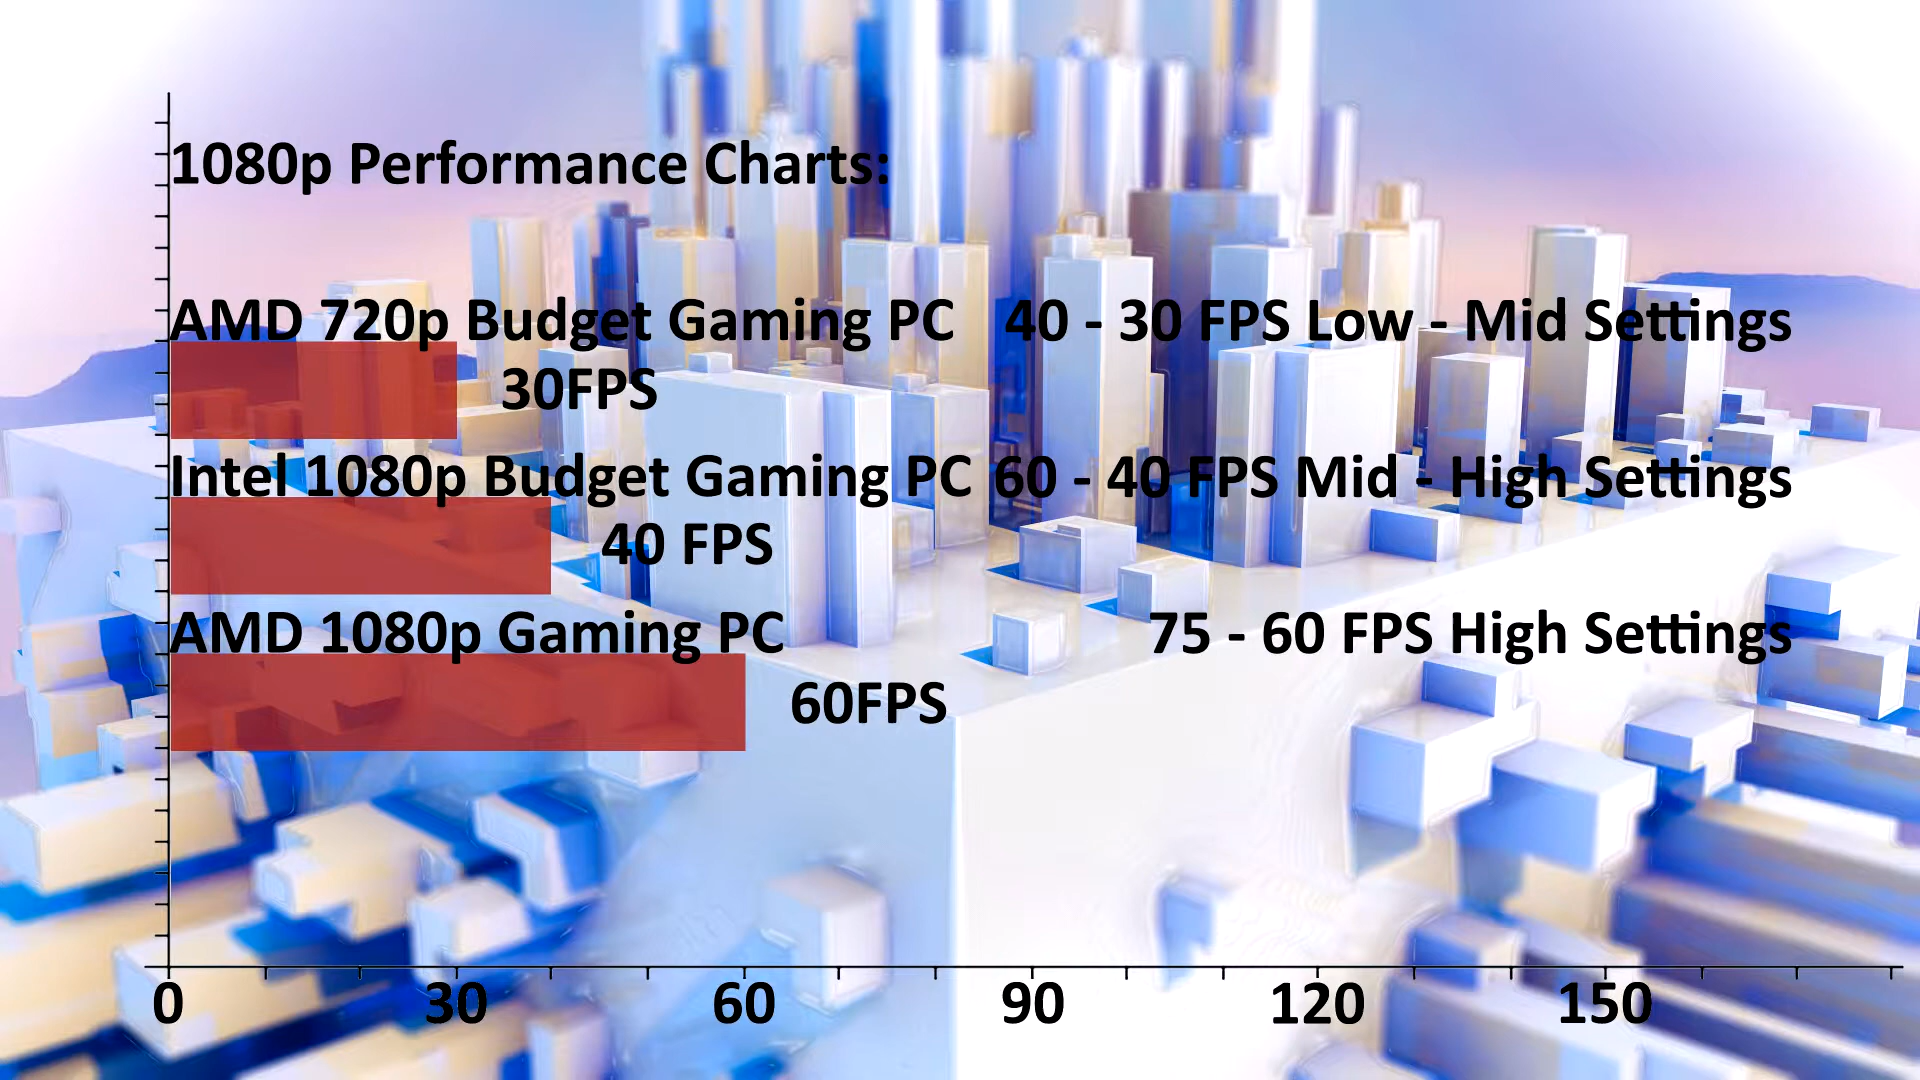 1080p Performance Charts:
AMD 720p Budget Gaming PC 40 - 30 FPS Low - Mid Settings
30FPS
Intel 1080p Budget Gaming PC 60 - 40 FPS Mid - High Settings
40 FPS
AMD 1080p Gaming PC 75 - 60 FPS High Settings
60FPS
0 30 60 90 120 150